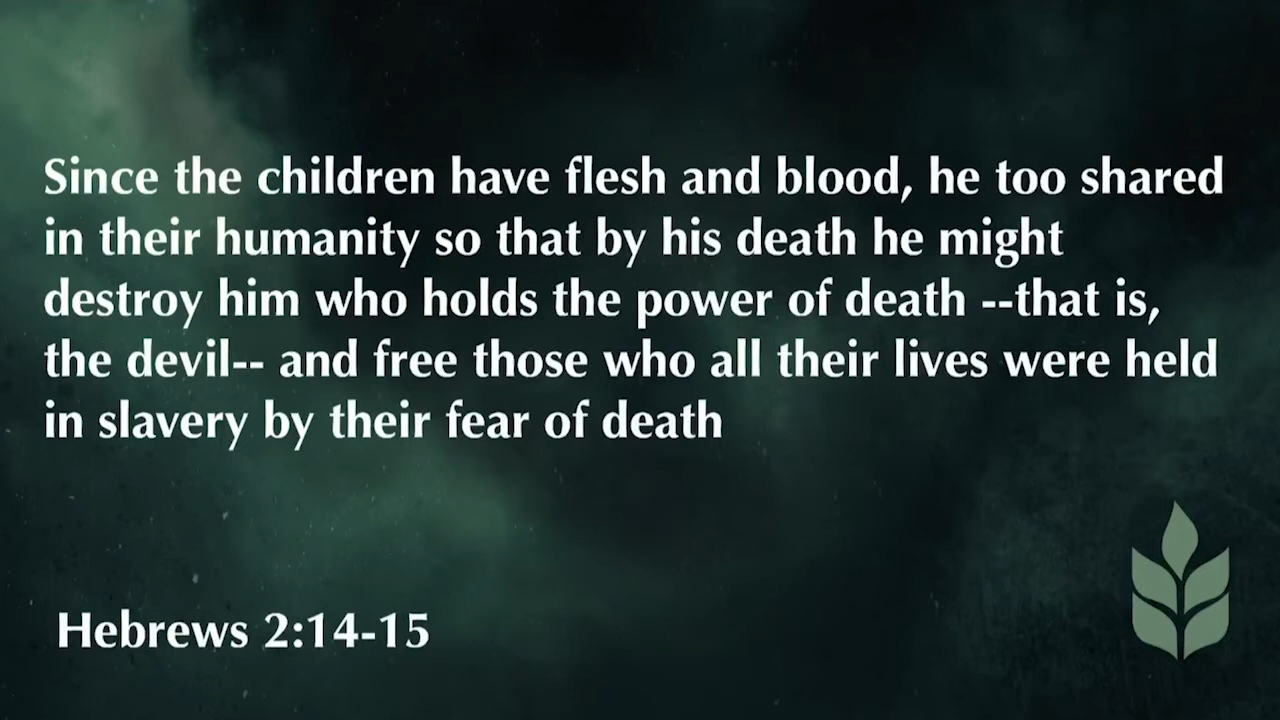 Since the children have flesh and blood, he too shared
in their humanity so that by his death he might
destroy him who holds the power of death --that is,
the devil-- and free those who all their lives were held
in slavery by their fear of death
Hebrews 2:14-15